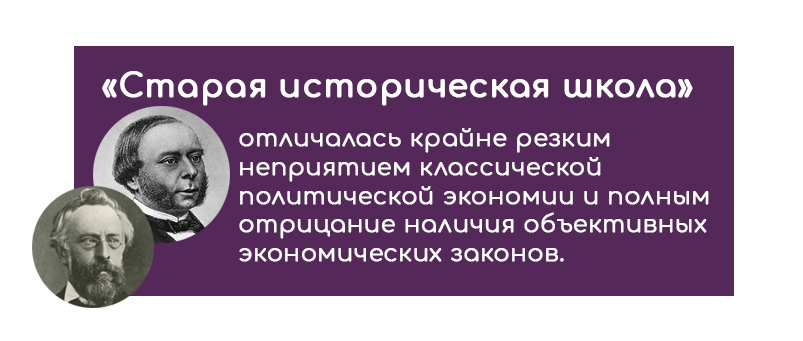 «Старая историческая школа»
отличалась крайне резким
неприятием классической
политической экономии и полным
отрицание наличия объективных
экономических законов.